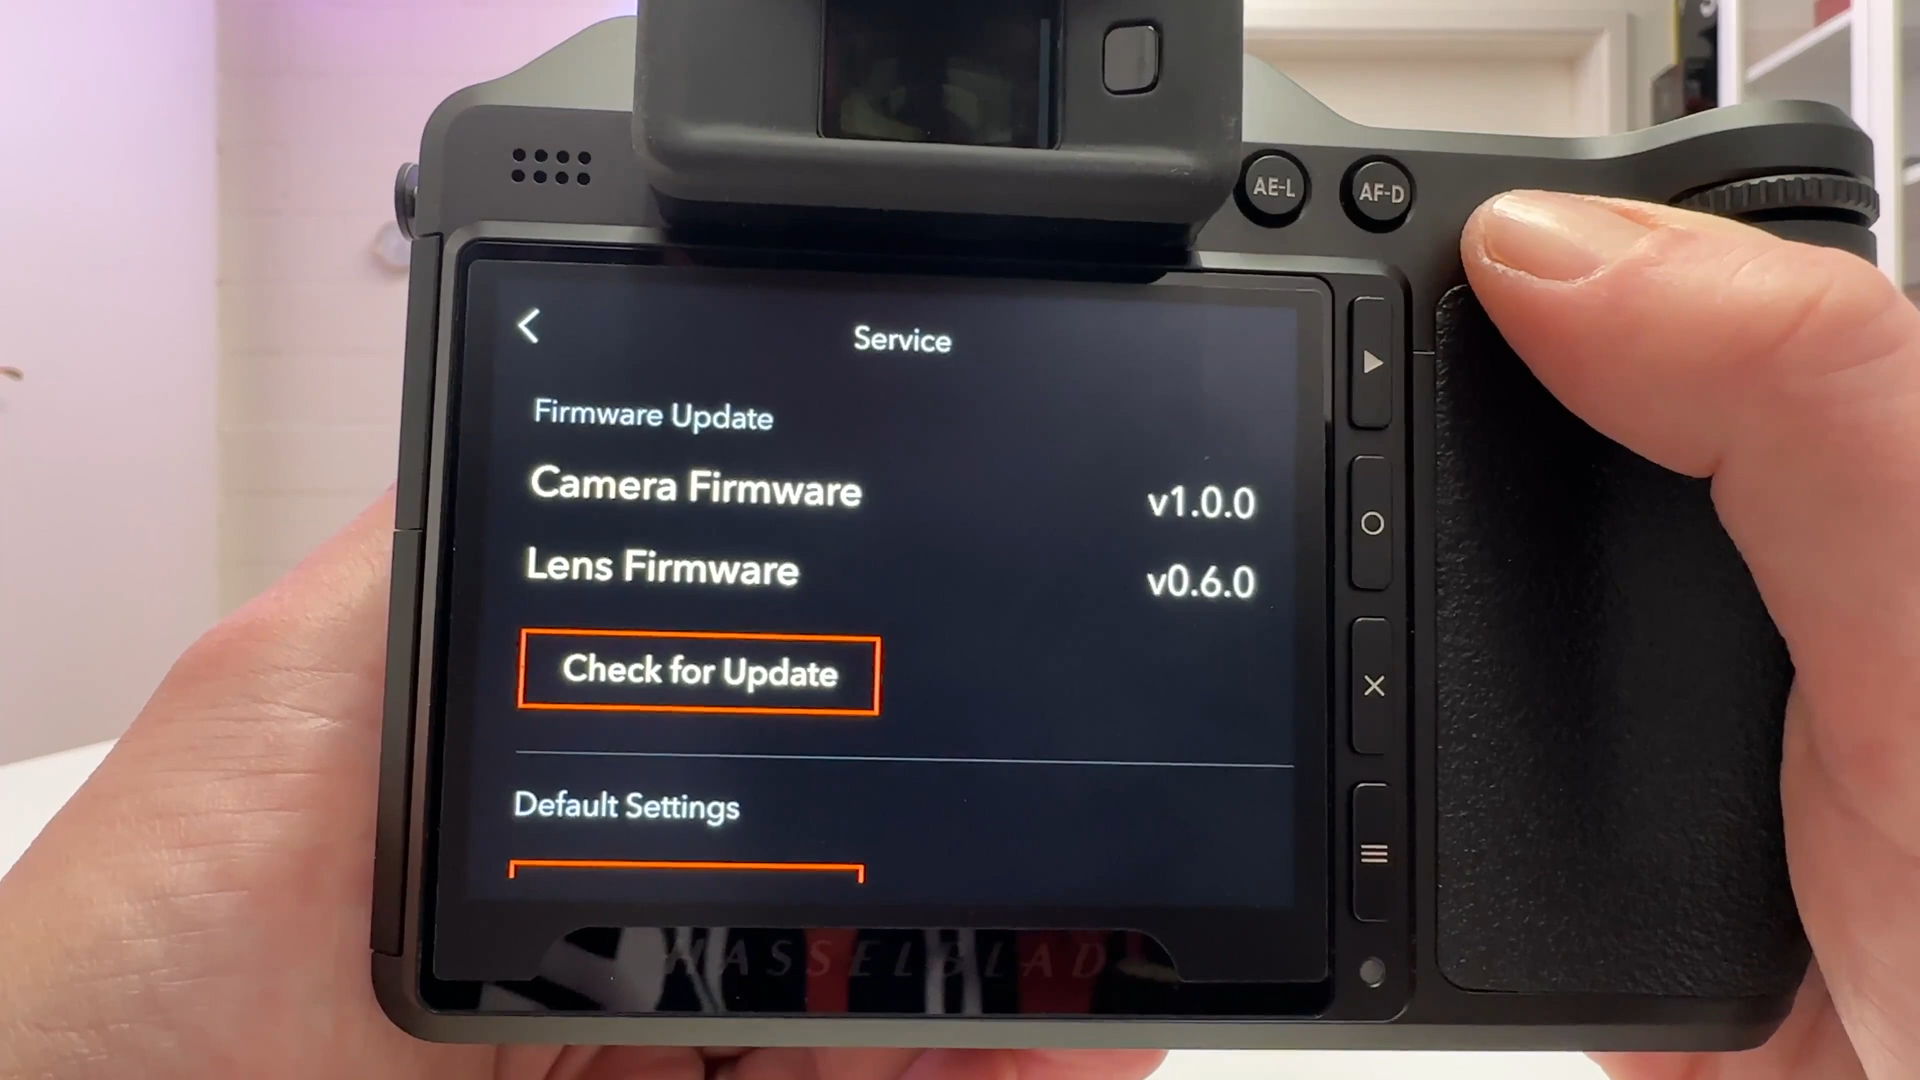 AE-L
AF-D
Service
Firmware Update
Camera Firmware v1.0.0
Lens Firmware v0.6.0
Check for Update
Default Settings
HASSELBLAD